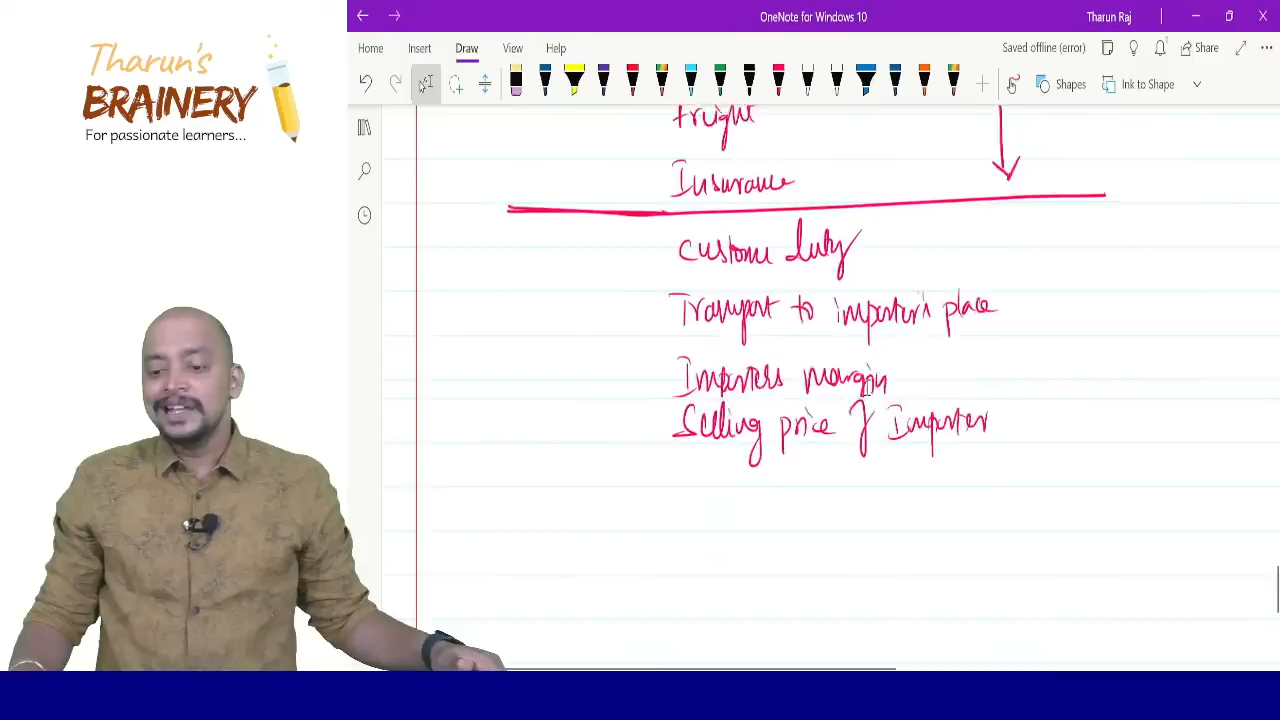 OneNote for Windows 10
Tharun Raj
Tharun's
BRAINERY
For passionate learners...
Home Insert Draw View Help
Saved offline (error)
Share
Shapes
Ink to Shape
Freight
Insurance
Custome duty
Transport to importer's place
Importers margin
Selling price of Importer